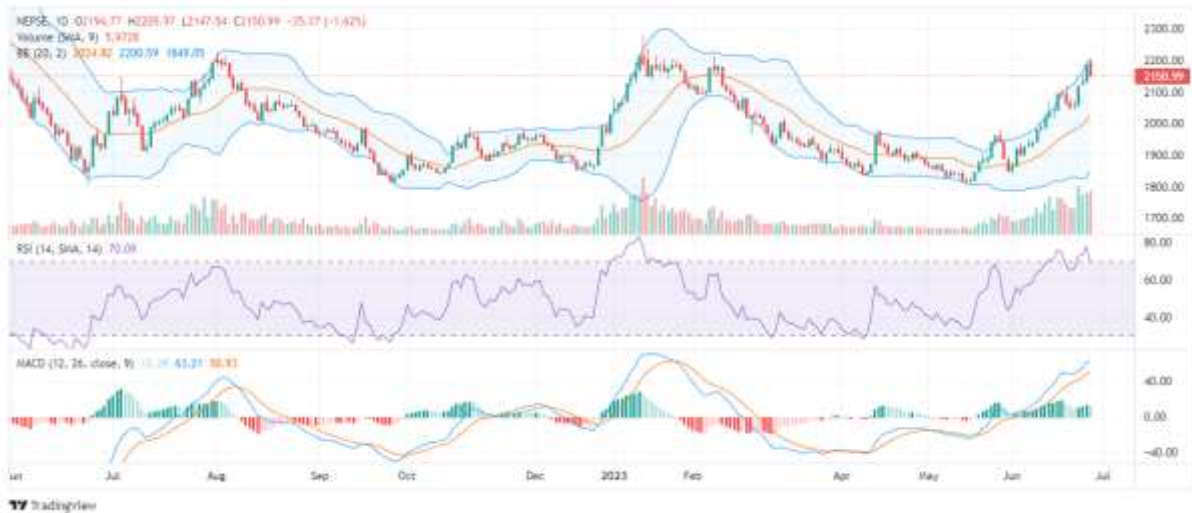 NEPSE, 1D O2194.77 H2205.97 L2147.54 C2150.99 -35.37 (-1.62%)
Volume (SMA, 9) 5.972B
BB (20, 2) 2024.82 2200.59 1849.05
2300.00
2200.00
2150.99
2100.00
2000.00
1900.00
1800.00
1700.00
RSI (14, SMA, 14) 70.09
80.00
60.00
40.00
MACD (12, 26, close, 9) 63.21 50.93
40.00
0.00
-40.00
Jul Aug Sep Oct Dec 2023 Feb Apr May Jun Jul
TradingView